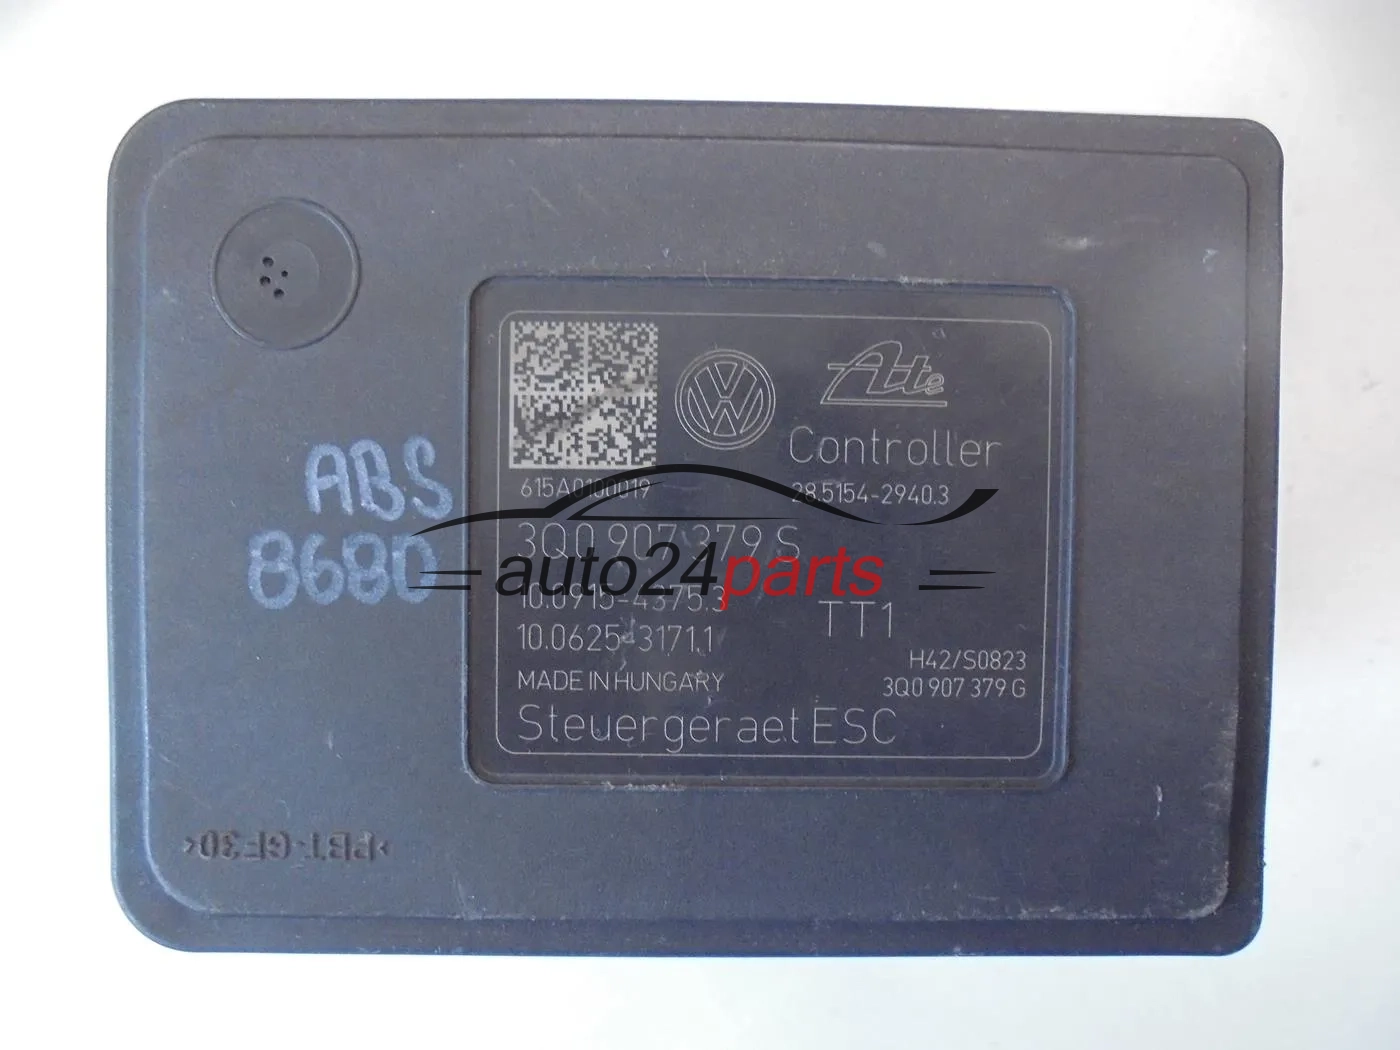 ABS
8680
Ate
Controller
615A0100019
28.5154-2940.3
3Q0 907 379 S
auto24parts
10.0915-4375.3
TT1
10.0625-3171.1
H42/S0823
MADE IN HUNGARY
3Q0 907 379 G
Steuergeraet ESC
>PBT-GF30<